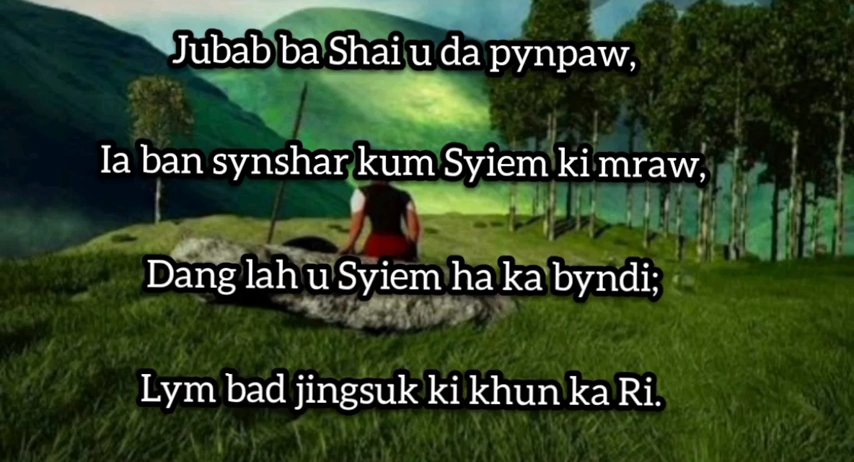 Jubab ba Shai u da pynpaw,
Ia ban synshar kum Syiem ki mraw,
Dang lah u Syiem ha ka byndi;
Lym bad jingsuk ki khun ka Ri.